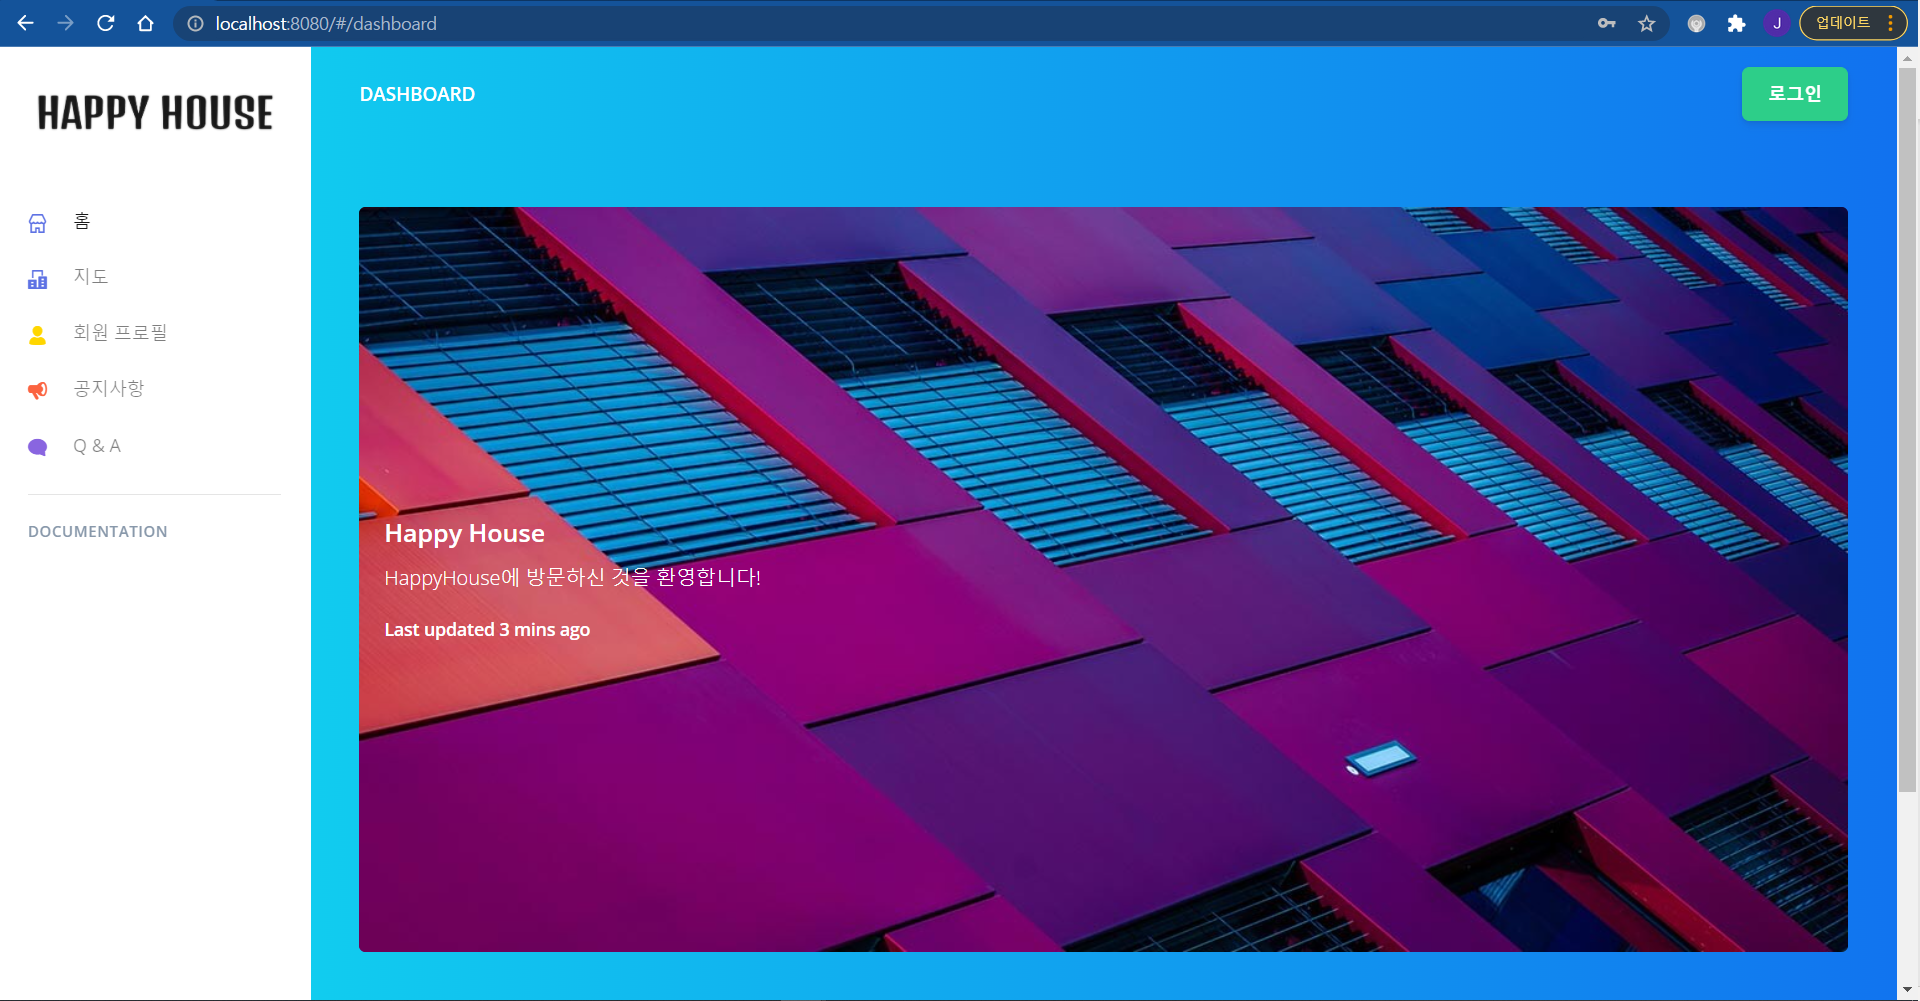 localhost:8080/#/dashboard
J
업데이트
HAPPY HOUSE
홈
지도
회원 프로필
공지사항
Q & A
DOCUMENTATION
DASHBOARD
로그인
Happy House
HappyHouse에 방문하신 것을 환영합니다!
Last updated 3 mins ago